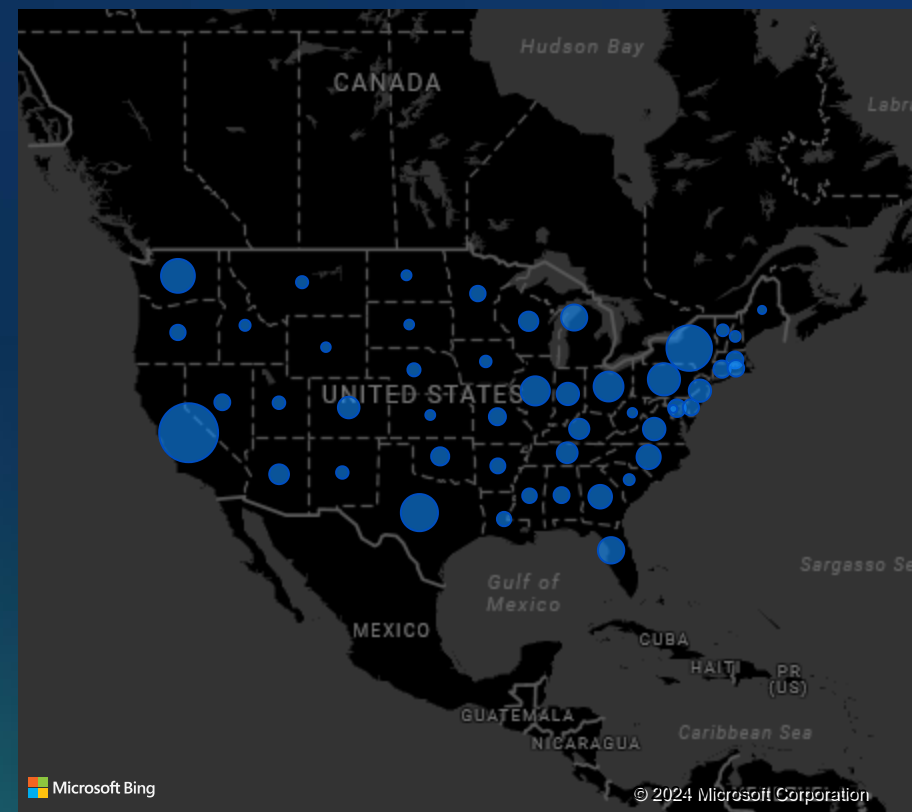 Hudson Bay
CANADA
Labr
UNITED STATES
Sargasso Se
Gulf of
Mexico
MEXICO
CUBA
HAITI
PR
(US)
GUATEMALA
Caribbean Sea
NICARAGUA
Microsoft Bing
© 2024 Microsoft Corporation